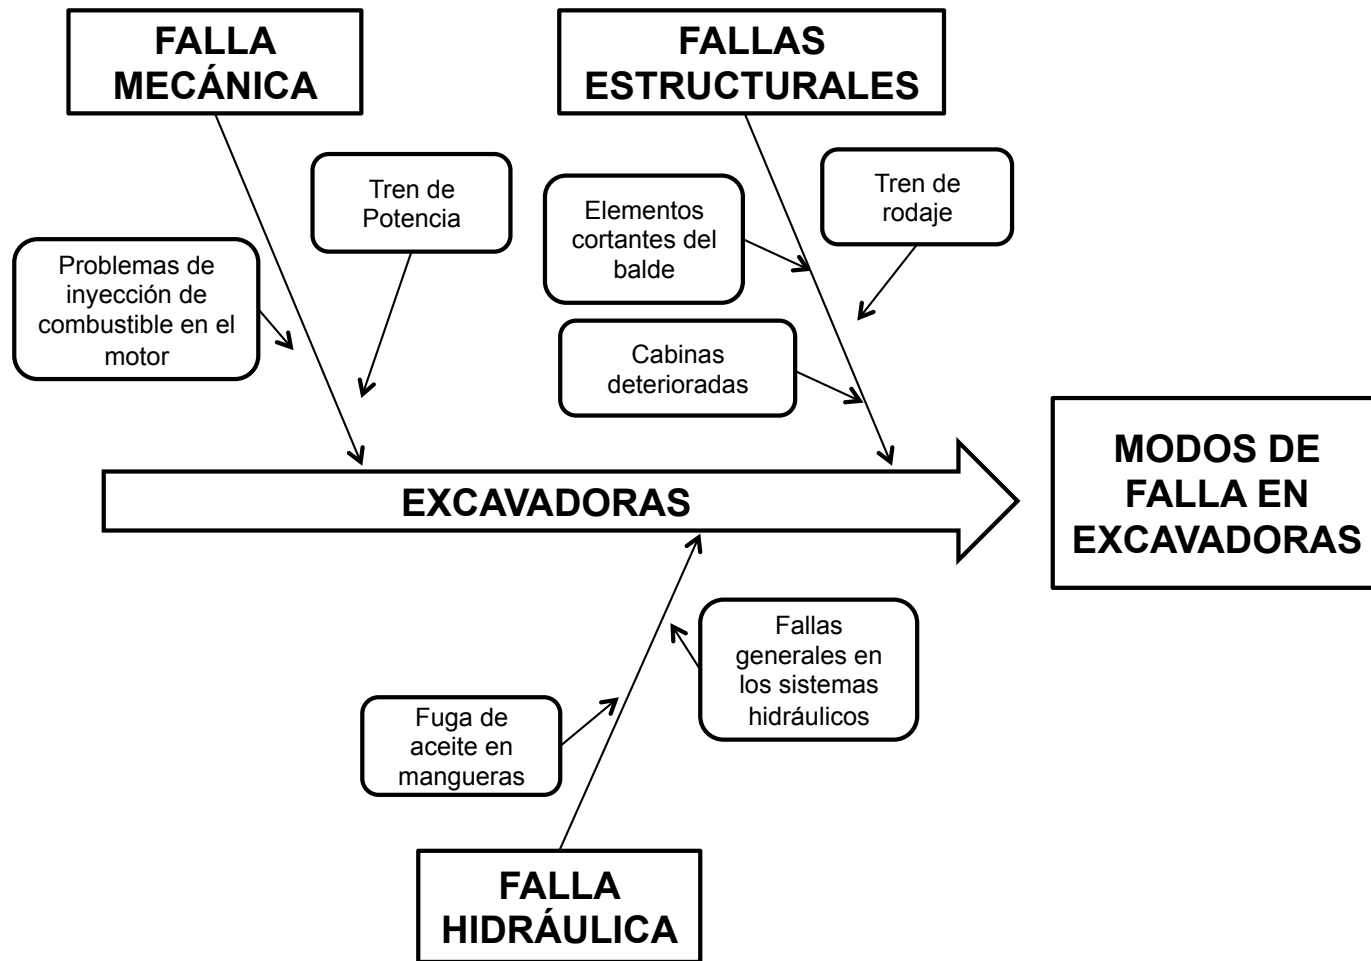 FALLA
MECÁNICA
FALLAS
ESTRUCTURALES
Tren de
Potencia
Problemas de
inyección de
combustible en el
motor
Elementos
cortantes del
balde
Tren de
rodaje
Cabinas
deterioradas
EXCAVADORAS
MODOS DE
FALLA EN
EXCAVADORAS
Fallas
generales en
los sistemas
hidráulicos
Fuga de
aceite en
mangueras
FALLA
HIDRÁULICA